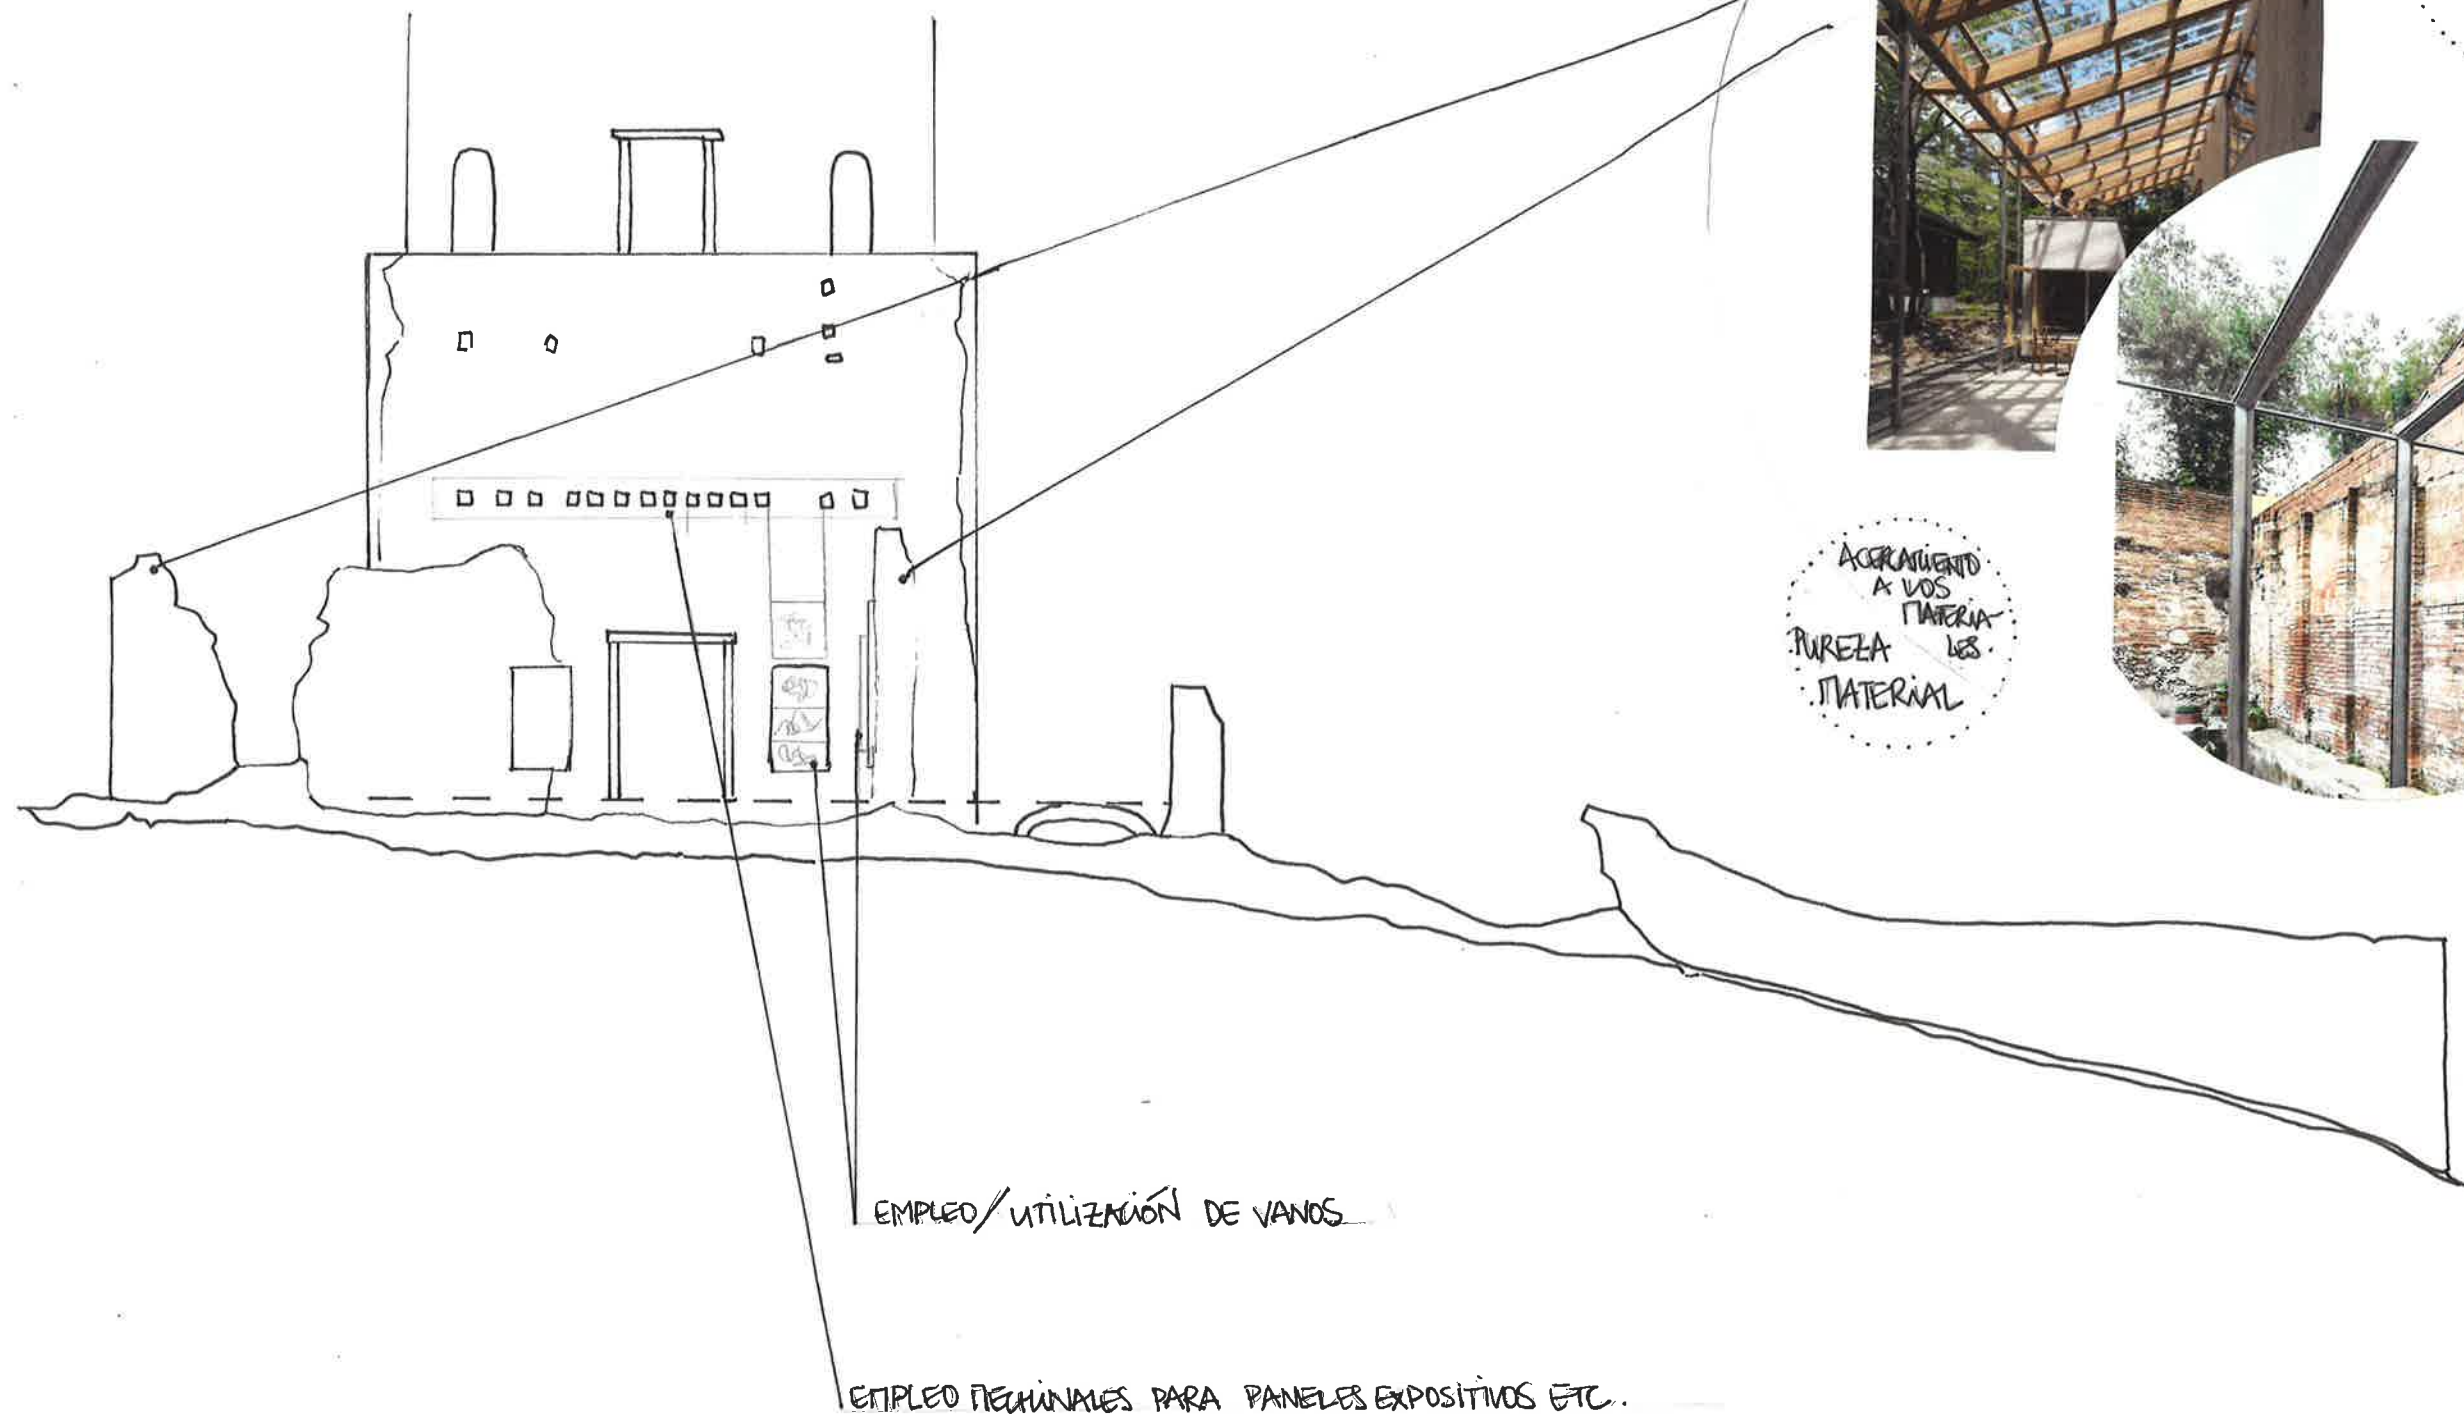 ACERCAMIENTO
A LOS
MATERIA-
LES.
PUREZA
MATERIAL
EMPLEO/UTILIZACIÓN DE VANOS
EMPLEO MECHINALES PARA PANELES EXPOSITIVOS ETC.